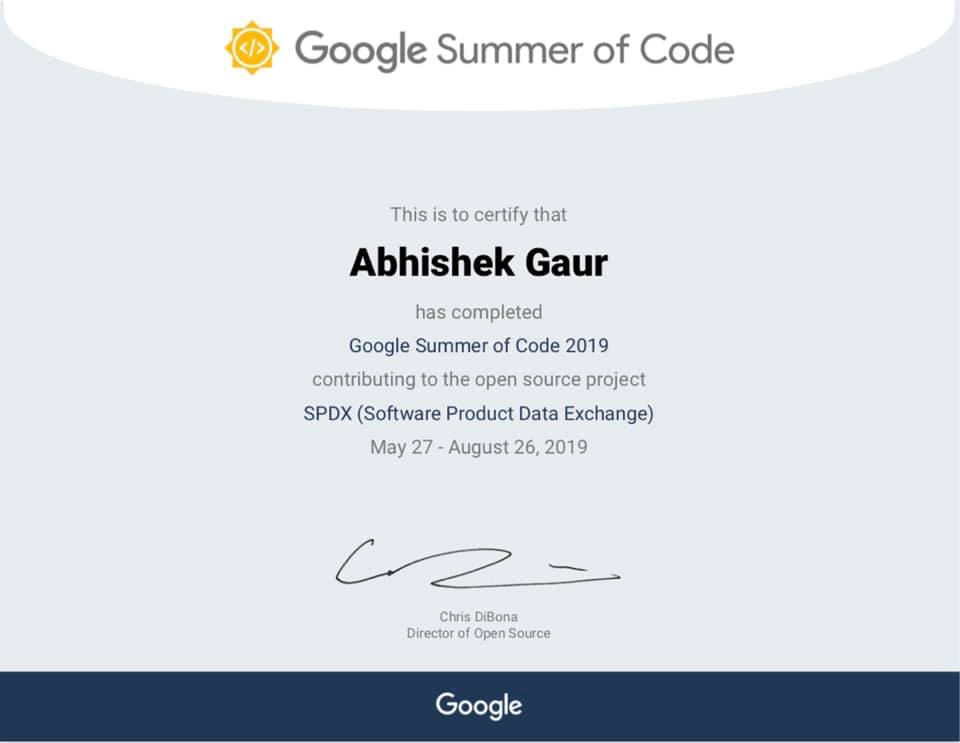 </> Google Summer of Code
This is to certify that
Abhishek Gaur
has completed
Google Summer of Code 2019
contributing to the open source project
SPDX (Software Product Data Exchange)
May 27 - August 26, 2019
Chris DiBona
Director of Open Source
Google